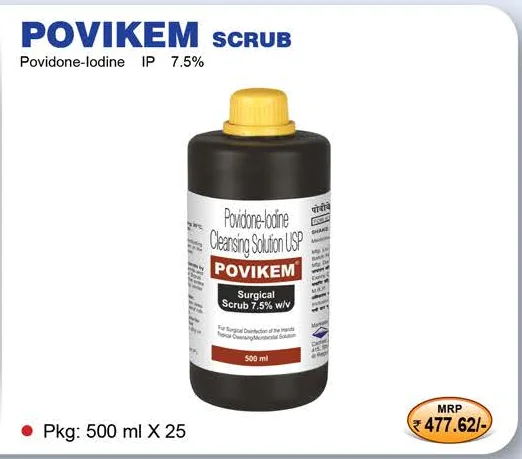 POVIKEM SCRUB
Povidone-Iodine IP 7.5%
Povidone-Iodine
Cleansing Solution USP
POVIKEM®
Surgical
Scrub 7.5% w/v
For Surgical Disinfection of the Hands
Topical Cleansing/Microbicidal Solution
500 ml
Pkg: 500 ml X 25
MRP
₹ 477.62/-